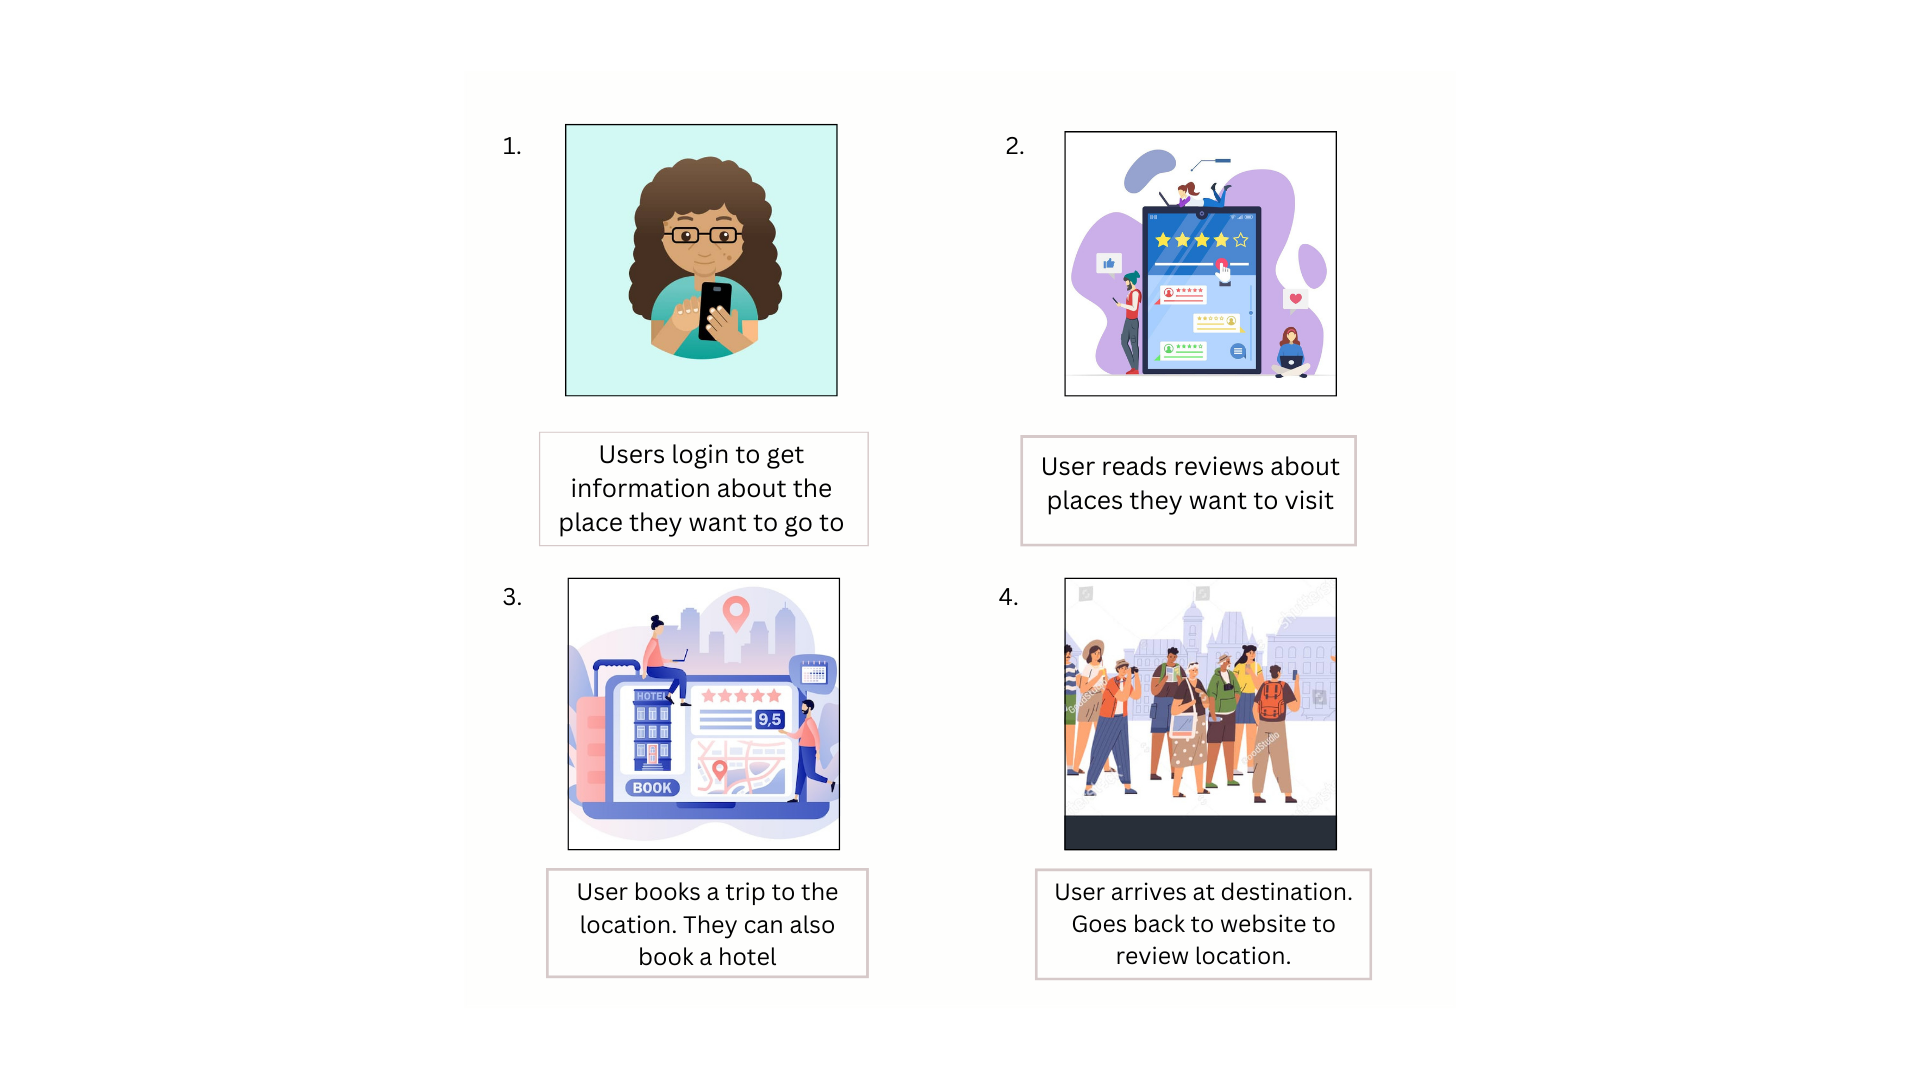 1.
Users login to get
information about the
place they want to go to
2.
User reads reviews about
places they want to visit
3.
HOTEL
9,5
BOOK
User books a trip to the
location. They can also
book a hotel
4.
GoodStudio
User arrives at destination.
Goes back to website to
review location.